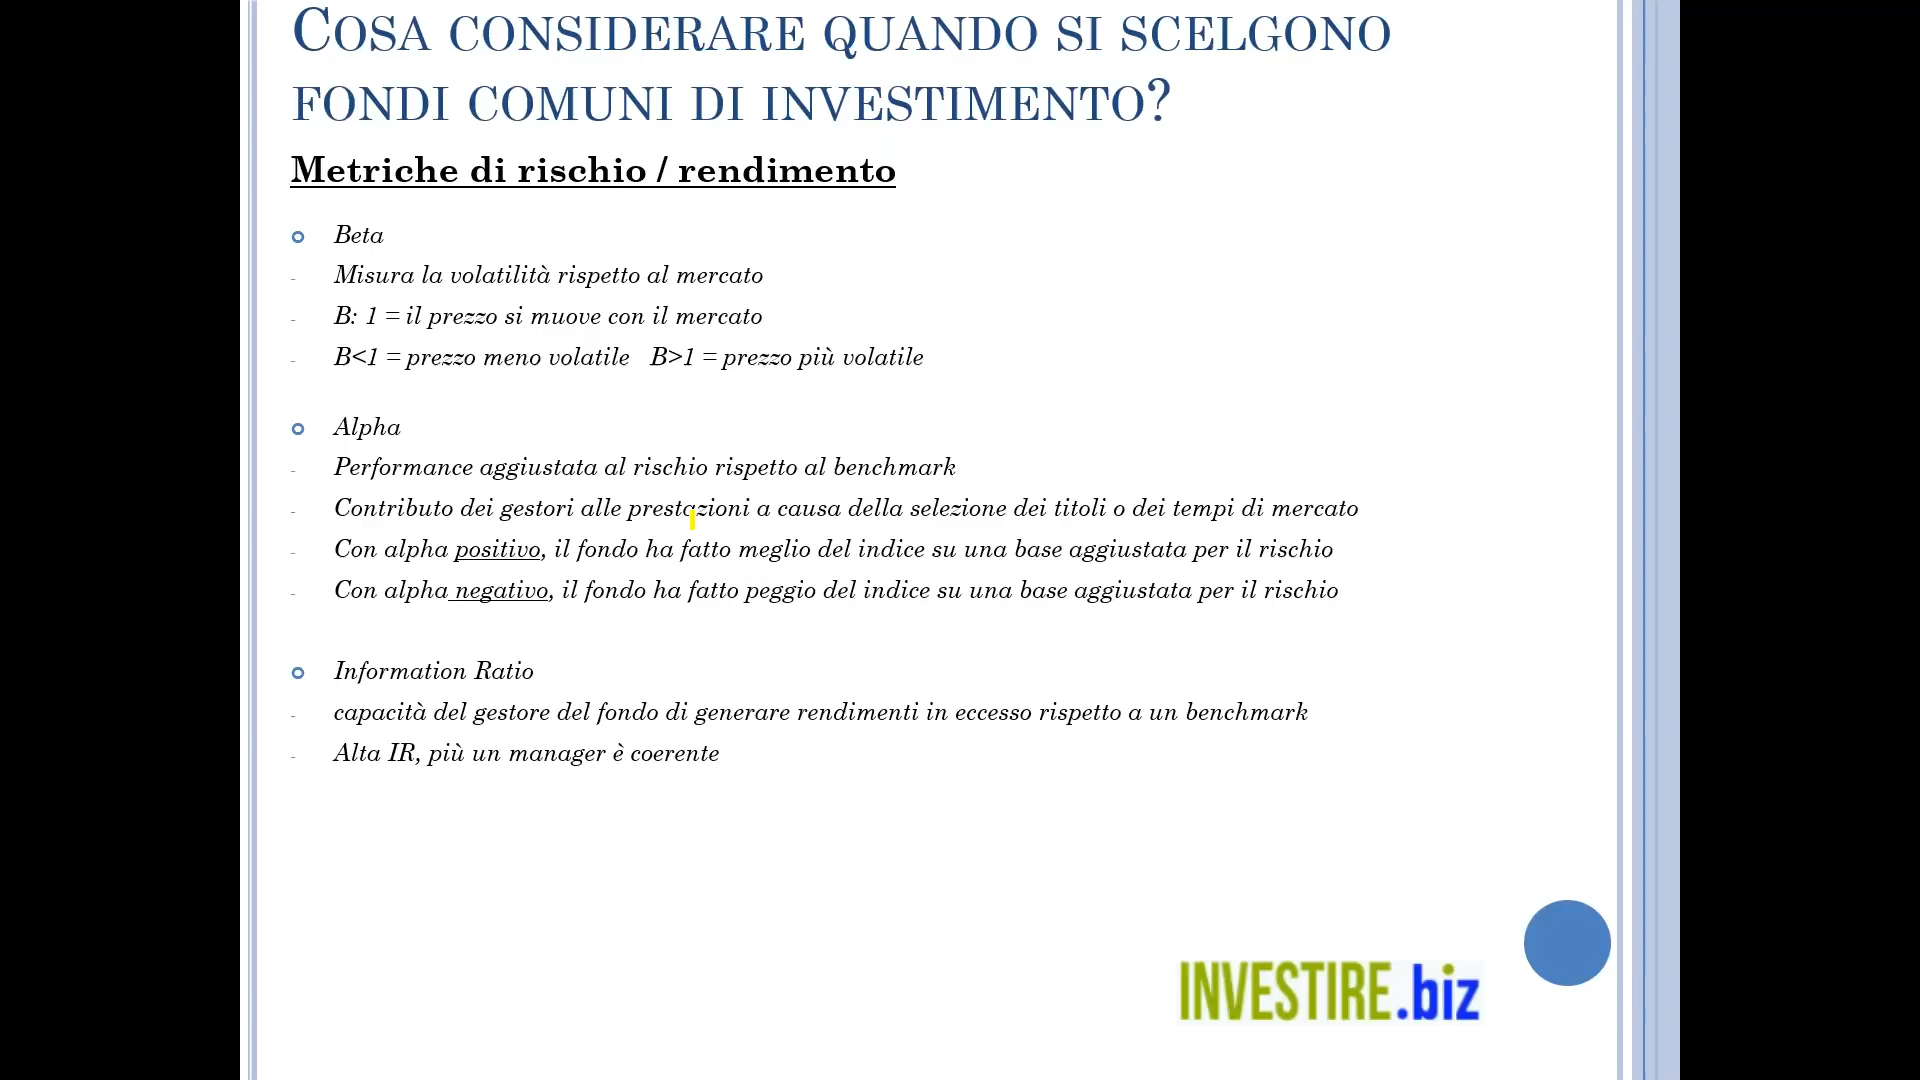 Cosa considerare quando si scelgono
fondi comuni di investimento?
Metriche di rischio / rendimento
Beta
- Misura la volatilità rispetto al mercato
- B: 1 = il prezzo si muove con il mercato
- B<1 = prezzo meno volatile B>1 = prezzo più volatile
Alpha
- Performance aggiustata al rischio rispetto al benchmark
- Contributo dei gestori alle prestazioni a causa della selezione dei titoli o dei tempi di mercato
- Con alpha positivo, il fondo ha fatto meglio del indice su una base aggiustata per il rischio
- Con alpha negativo, il fondo ha fatto peggio del indice su una base aggiustata per il rischio
Information Ratio
- capacità del gestore del fondo di generare rendimenti in eccesso rispetto a un benchmark
- Alta IR, più un manager è coerente
INVESTIRE.biz